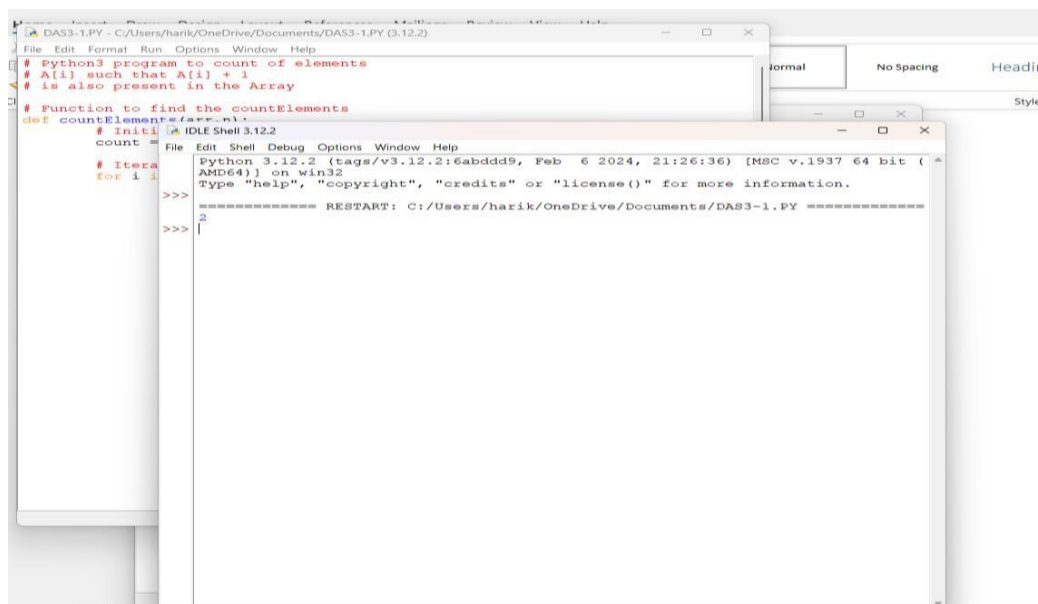 DAS3-1.PY - C:/Users/harik/OneDrive/Documents/DAS3-1.PY (3.12.2)
File Edit Format Run Options Window Help
# Python3 program to count of elements
# A[i] such that A[i] + 1
# is also present in the Array
# Function to find the countElements
def countElements(arr,n):
# Initi
count =
# Itera
for i i
Normal
No Spacing
Headi
Style
IDLE Shell 3.12.2
File Edit Shell Debug Options Window Help
Python 3.12.2 (tags/v3.12.2:6abddd9, Feb 6 2024, 21:26:36) [MSC v.1937 64 bit (
AMD64)] on win32
Type "help", "copyright", "credits" or "license()" for more information.
>>>
============= RESTART: C:/Users/harik/OneDrive/Documents/DAS3-1.PY =============
2
>>>